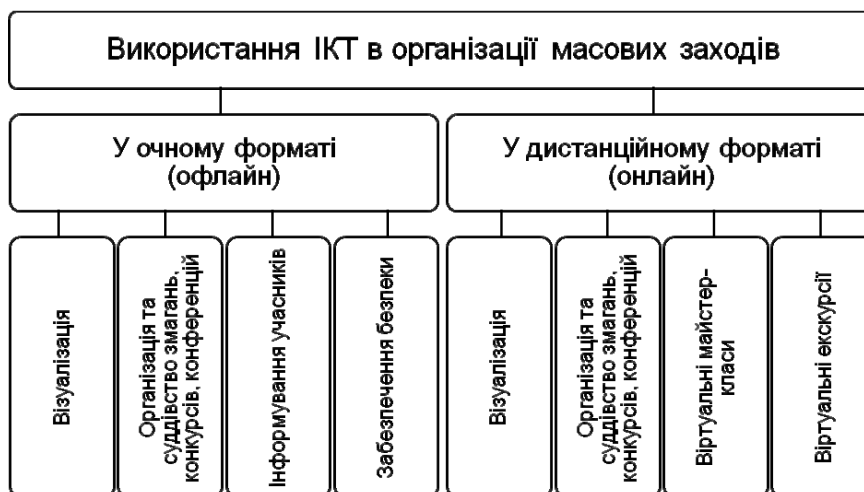 Використання ІКТ в організації масових заходів
У очному форматі
(офлайн)
У дистанційному форматі
(онлайн)
Візуалізація
Організація та
суддівство змагань,
конкурсів, конференцій
Інформування учасників
Забезпечення безпеки
Візуалізація
Організація та
суддівство змагань,
конкурсів, конференцій
Віртуальні майстер-
класи
Віртуальні екскурсії